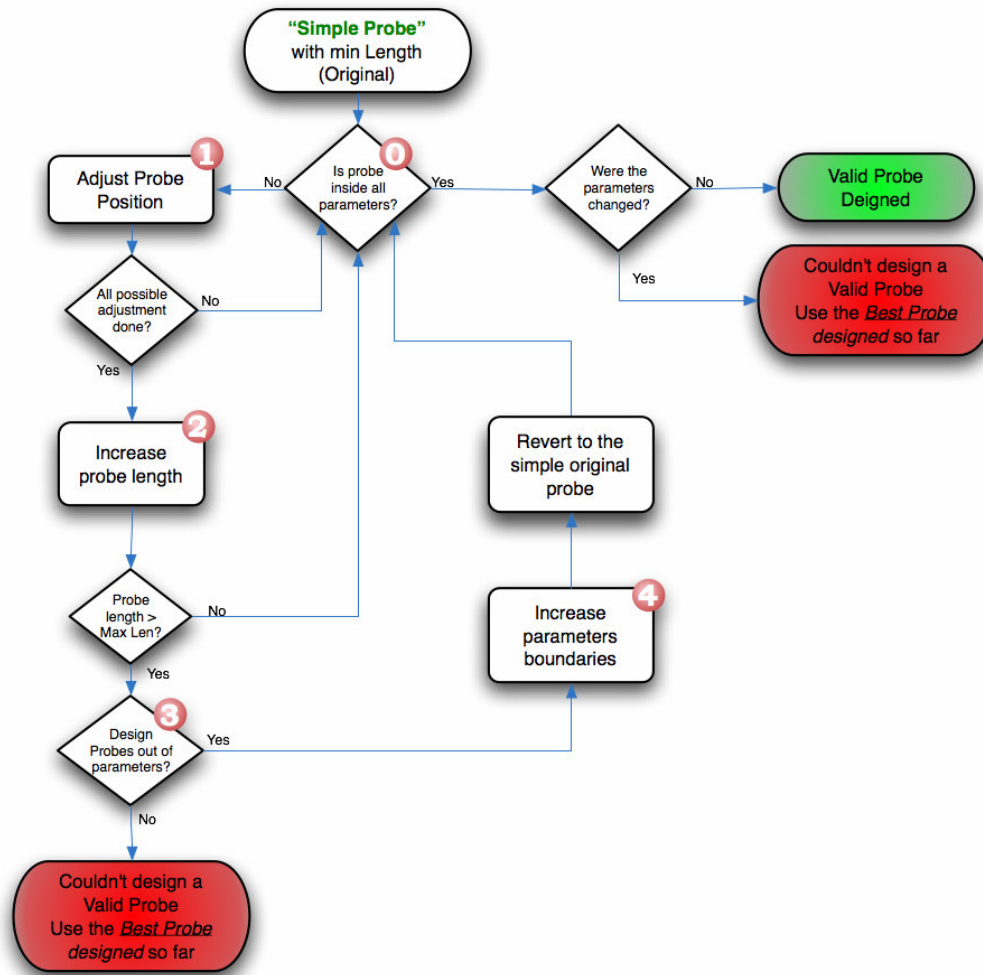 “Simple Probe”
with min Length
(Original)
0
Is probe
inside all
parameters?
No
Yes
1
Adjust Probe
Position
Were the
parameters
changed?
No
Valid Probe
Deigned
Yes
Couldn't design a
Valid Probe
Use the Best Probe
designed so far
All possible
adjustment
done?
No
Yes
2
Increase
probe length
Revert to the
simple original
probe
Probe
length >
Max Len?
No
Yes
4
Increase
parameters
boundaries
3
Design
Probes out of
parameters?
Yes
No
Couldn't design a
Valid Probe
Use the Best Probe
designed so far